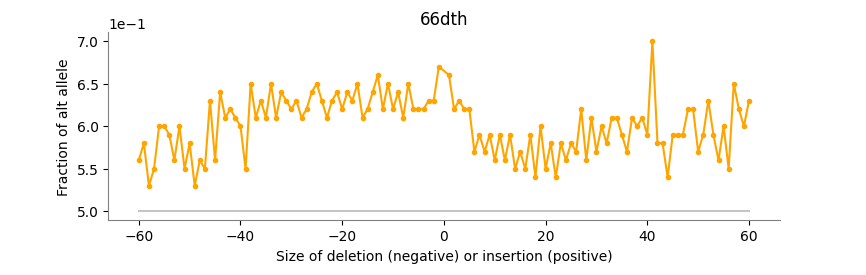 66dth
1e−1
7.0
6.5
6.0
5.5
5.0
Fraction of alt allele
−60 −40 −20 0 20 40 60
Size of deletion (negative) or insertion (positive)